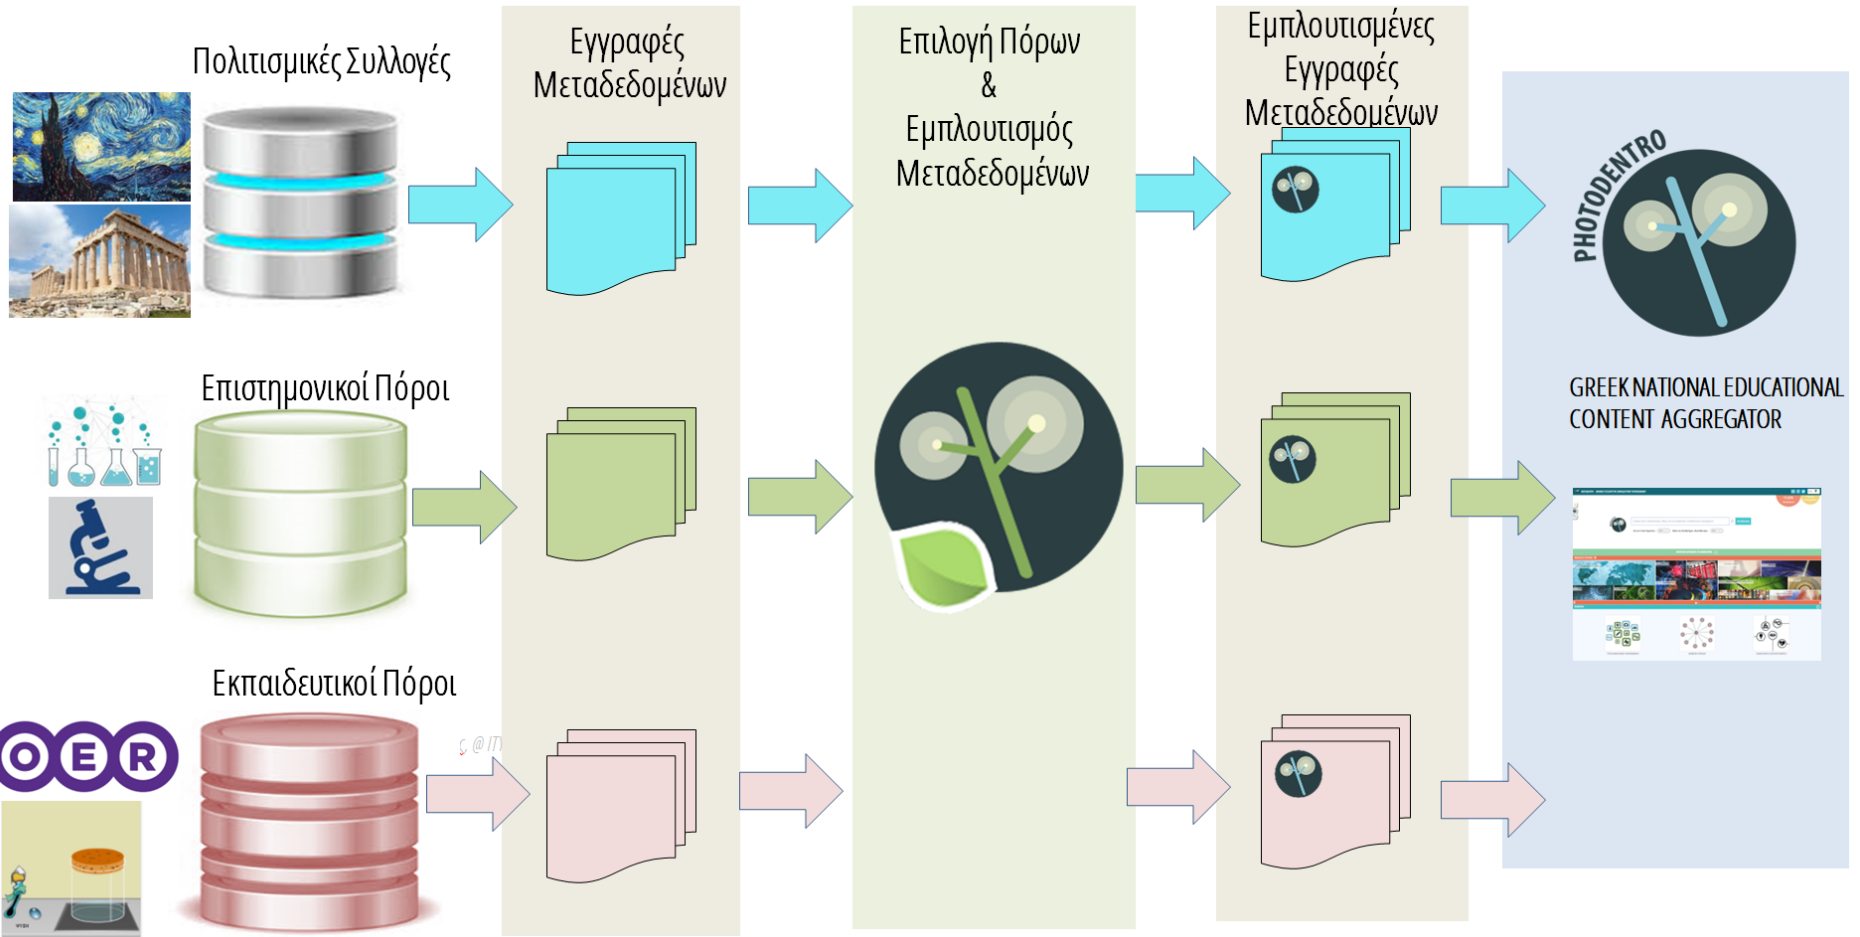 Πολιτισμικές Συλλογές
Εγγραφές
Μεταδεδομένων
Επιλογή Πόρων
&
Εμπλουτισμός
Μεταδεδομένων
Εμπλουτισμένες
Εγγραφές
Μεταδεδομένων
PHOTODENTRO
GREEK NATIONAL EDUCATIONAL
CONTENT AGGREGATOR
Επιστημονικοί Πόροι
Εκπαιδευτικοί Πόροι
OER
ς @ ΙΤΥ